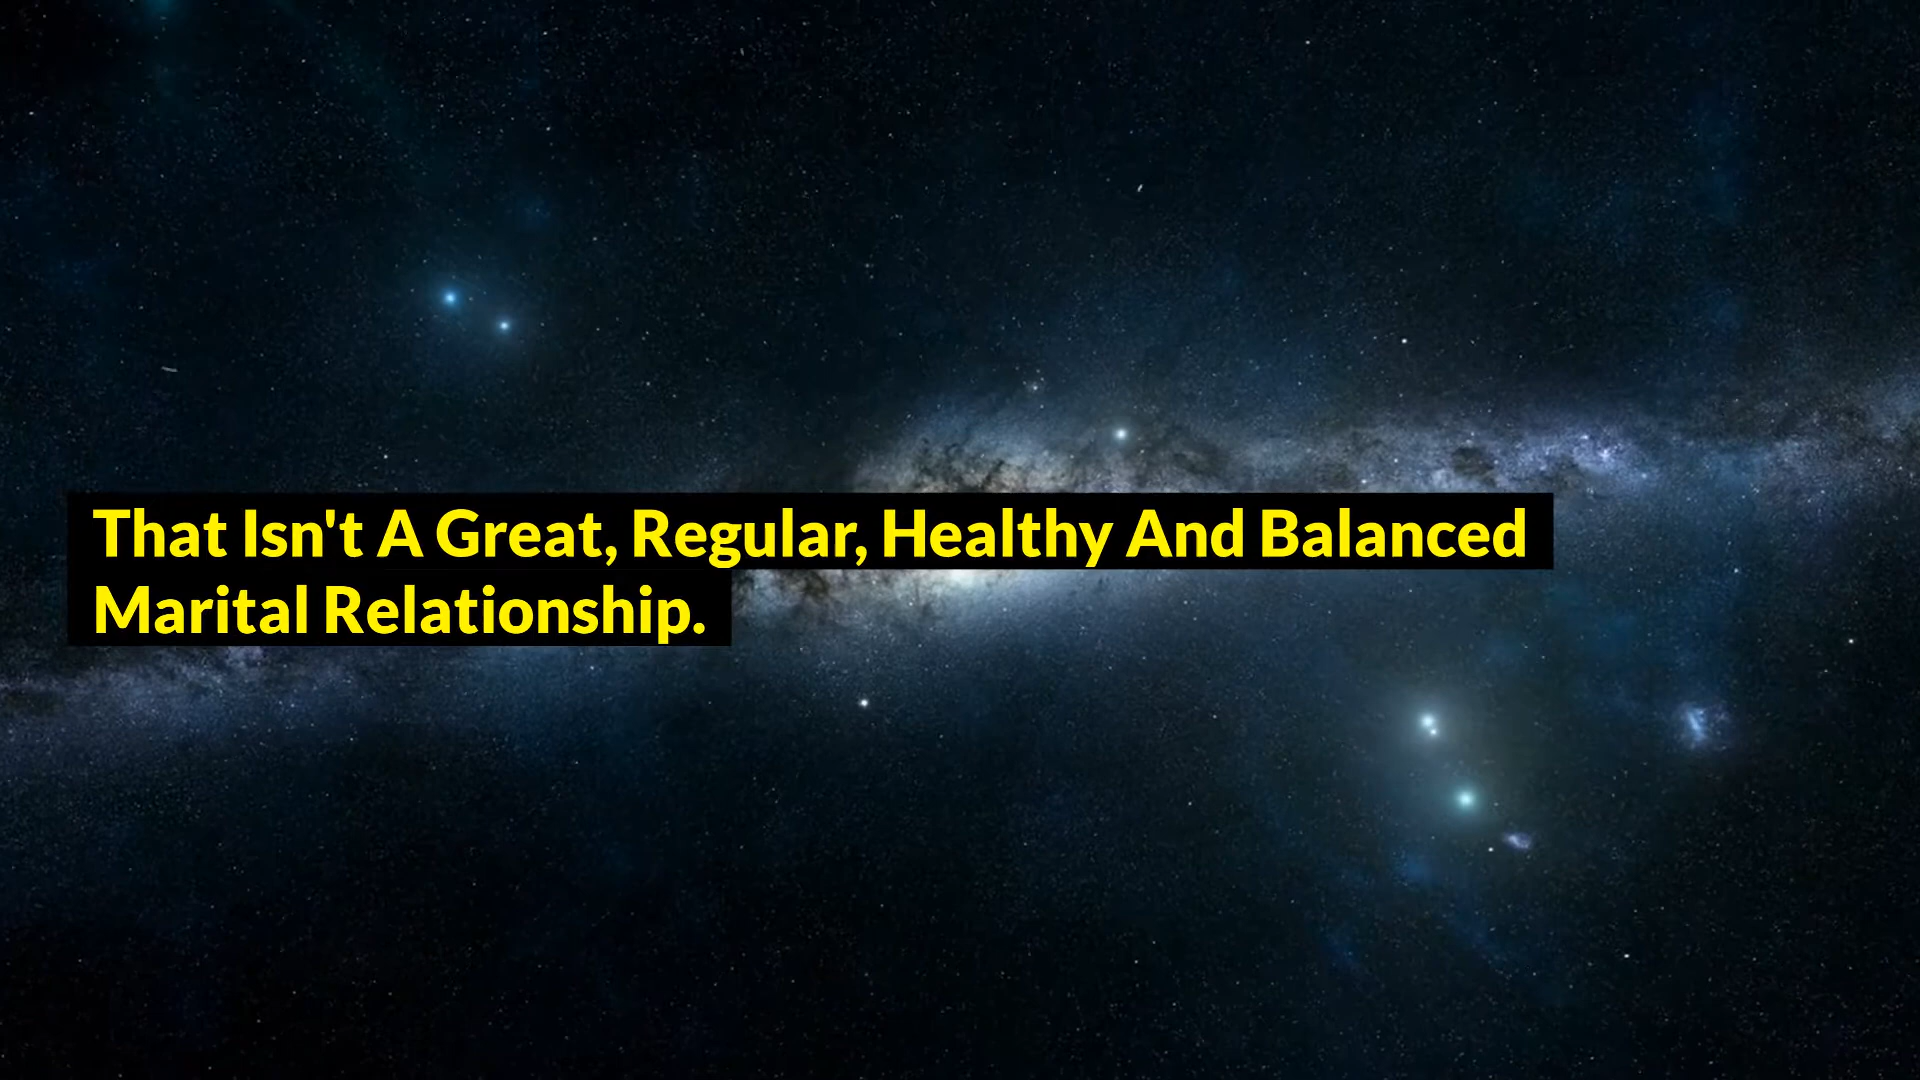 That Isn't A Great, Regular, Healthy And Balanced
Marital Relationship.